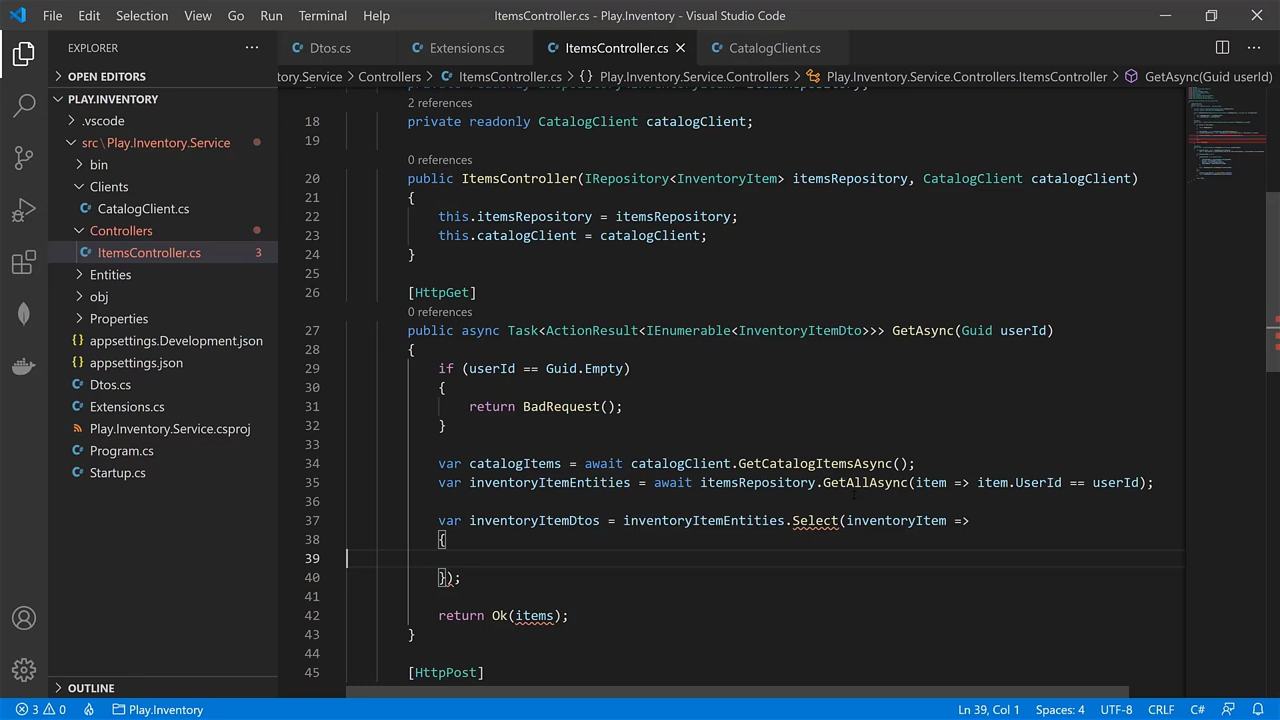 File Edit Selection View Go Run Terminal Help ItemsController.cs - Play.Inventory - Visual Studio Code
EXPLORER ···
Dtos.cs Extensions.cs ItemsController.cs CatalogClient.cs ···
OPEN EDITORS
PLAY.INVENTORY
.vscode
src \ Play.Inventory.Service
bin
Clients
CatalogClient.cs
Controllers
ItemsController.cs 3
Entities
obj
Properties
appsettings.Development.json
appsettings.json
Dtos.cs
Extensions.cs
Play.Inventory.Service.csproj
Program.cs
Startup.cs
OUTLINE
tory.Service > Controllers > ItemsController.cs > {} Play.Inventory.Service.Controllers > Play.Inventory.Service.Controllers.ItemsController > GetAsync(Guid userId)
2 references
18 private readonly CatalogClient catalogClient;
19
0 references
20 public ItemsController(IRepository<InventoryItem> itemsRepository, CatalogClient catalogClient)
21 {
22 this.itemsRepository = itemsRepository;
23 this.catalogClient = catalogClient;
24 }
25
26 [HttpGet]
0 references
27 public async Task<ActionResult<IEnumerable<InventoryItemDto>>> GetAsync(Guid userId)
28 {
29 if (userId == Guid.Empty)
30 {
31 return BadRequest();
32 }
33
34 var catalogItems = await catalogClient.GetCatalogItemsAsync();
35 var inventoryItemEntities = await itemsRepository.GetAllAsync(item => item.UserId == userId);
36
37 var inventoryItemDtos = inventoryItemEntities.Select(inventoryItem =>
38 {
39
40 });
41
42 return Ok(items);
43 }
44
45 [HttpPost]
3 0 Play.Inventory Ln 39, Col 1 Spaces: 4 UTF-8 CRLF C#